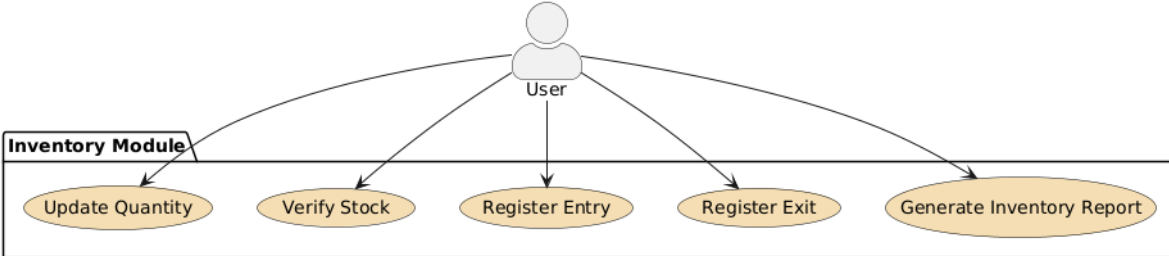 User
Inventory Module
Update Quantity
Verify Stock
Register Entry
Register Exit
Generate Inventory Report